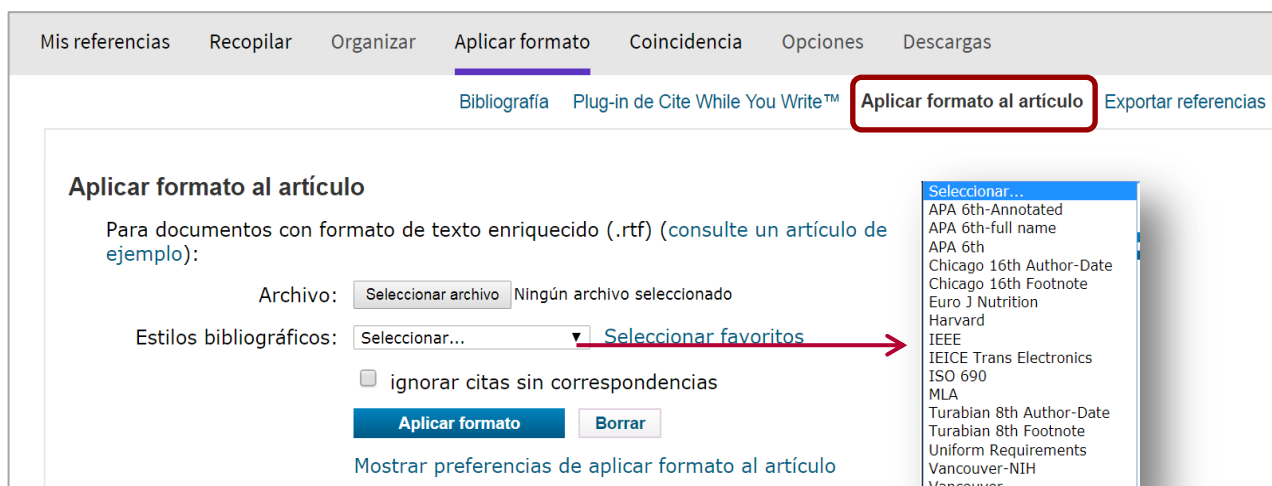 Mis referencias Recopilar Organizar Aplicar formato Coincidencia Opciones Descargas
Bibliografía Plug-in de Cite While You Write™ Aplicar formato al artículo Exportar referencias
Aplicar formato al artículo
Para documentos con formato de texto enriquecido (.rtf) (consulte un artículo de
ejemplo):
Archivo: Seleccionar archivo Ningún archivo seleccionado
Estilos bibliográficos: Seleccionar... Seleccionar favoritos
ignorar citas sin correspondencias
Aplicar formato Borrar
Mostrar preferencias de aplicar formato al artículo
Seleccionar...
APA 6th-Annotated
APA 6th-full name
APA 6th
Chicago 16th Author-Date
Chicago 16th Footnote
Euro J Nutrition
Harvard
IEEE
IEICE Trans Electronics
ISO 690
MLA
Turabian 8th Author-Date
Turabian 8th Footnote
Uniform Requirements
Vancouver-NIH
Vancouver